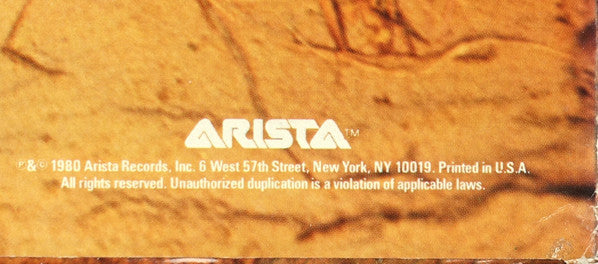 ARISTA™
℗ & © 1980 Arista Records, Inc. 6 West 57th Street, New York, NY 10019. Printed in U.S.A.
All rights reserved. Unauthorized duplication is a violation of applicable laws.